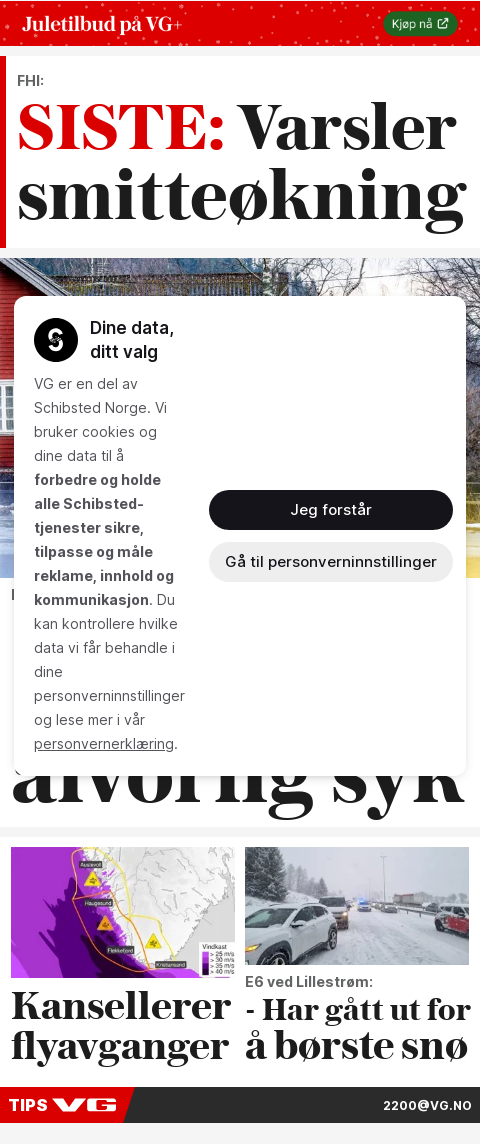 Juletilbud på VG+
Kjøp nå
FHI:
SISTE: Varsler
smitteøkning
Dine data,
ditt valg
VG er en del av
Schibsted Norge. Vi
bruker cookies og
dine data til å
forbedre og holde
alle Schibsted-
tjenester sikre,
tilpasse og måle
reklame, innhold og
kommunikasjon. Du
kan kontrollere hvilke
data vi får behandle i
dine
personverninnstillinger
og lese mer i vår
personvernerklæring.
Jeg forstår
Gå til personverninnstillinger
alvorlig syk
Auslevoll
Haugesund
Flekkefjord
Kristiansand
Vindkast
> 25 m/s
> 30 m/s
> 35 m/s
> 40 m/s
Kansellerer
flyavganger
E6 ved Lillestrøm:
- Har gått ut for
å børste snø
TIPS VG
2200@VG.NO